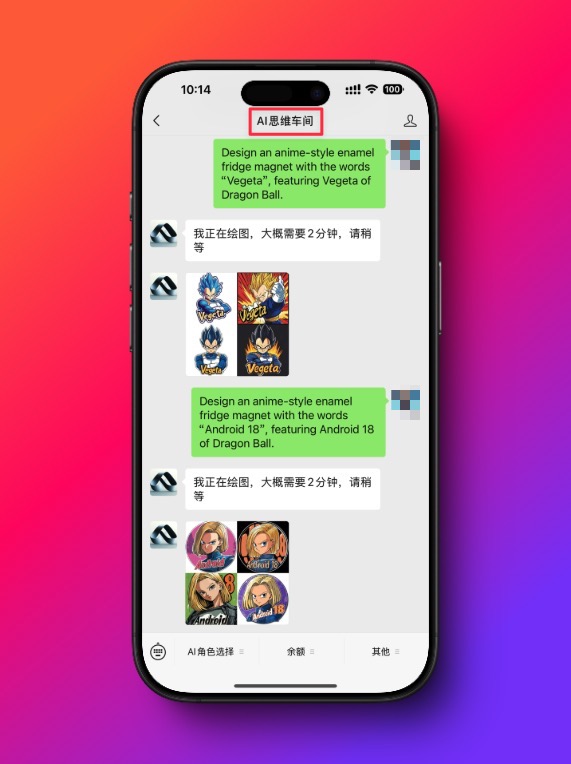 10:14
100
AI思维车间
Design an anime-style enamel
fridge magnet with the words
“Vegeta”, featuring Vegeta of
Dragon Ball.
我正在绘图，大概需要2分钟，请稍
等
Vegeta
Vegeta
Vegeta
Vegeta
Design an anime-style enamel
fridge magnet with the words
“Android 18”, featuring Android 18
of Dragon Ball.
我正在绘图，大概需要2分钟，请稍
等
Android
18
Android 18
8
Android
Android 18
AI角色选择
余额
其他